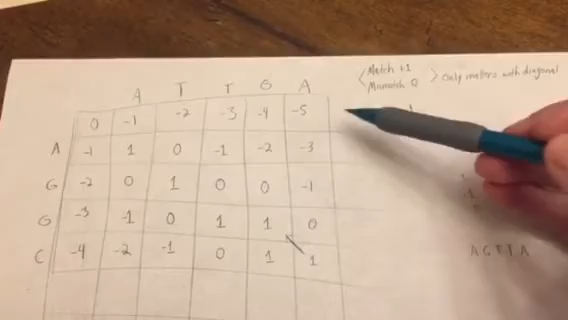 Match +1
Mismatch 0
Only matters with diagonal
A T T G A
0 -1 -2 -3 -4 -5
A -1 1 0 -1 -2 -3
G -2 0 1 0 0 -1
G -3 -1 0 1 1 0
C -4 -2 -1 0 1 1
AGTTA